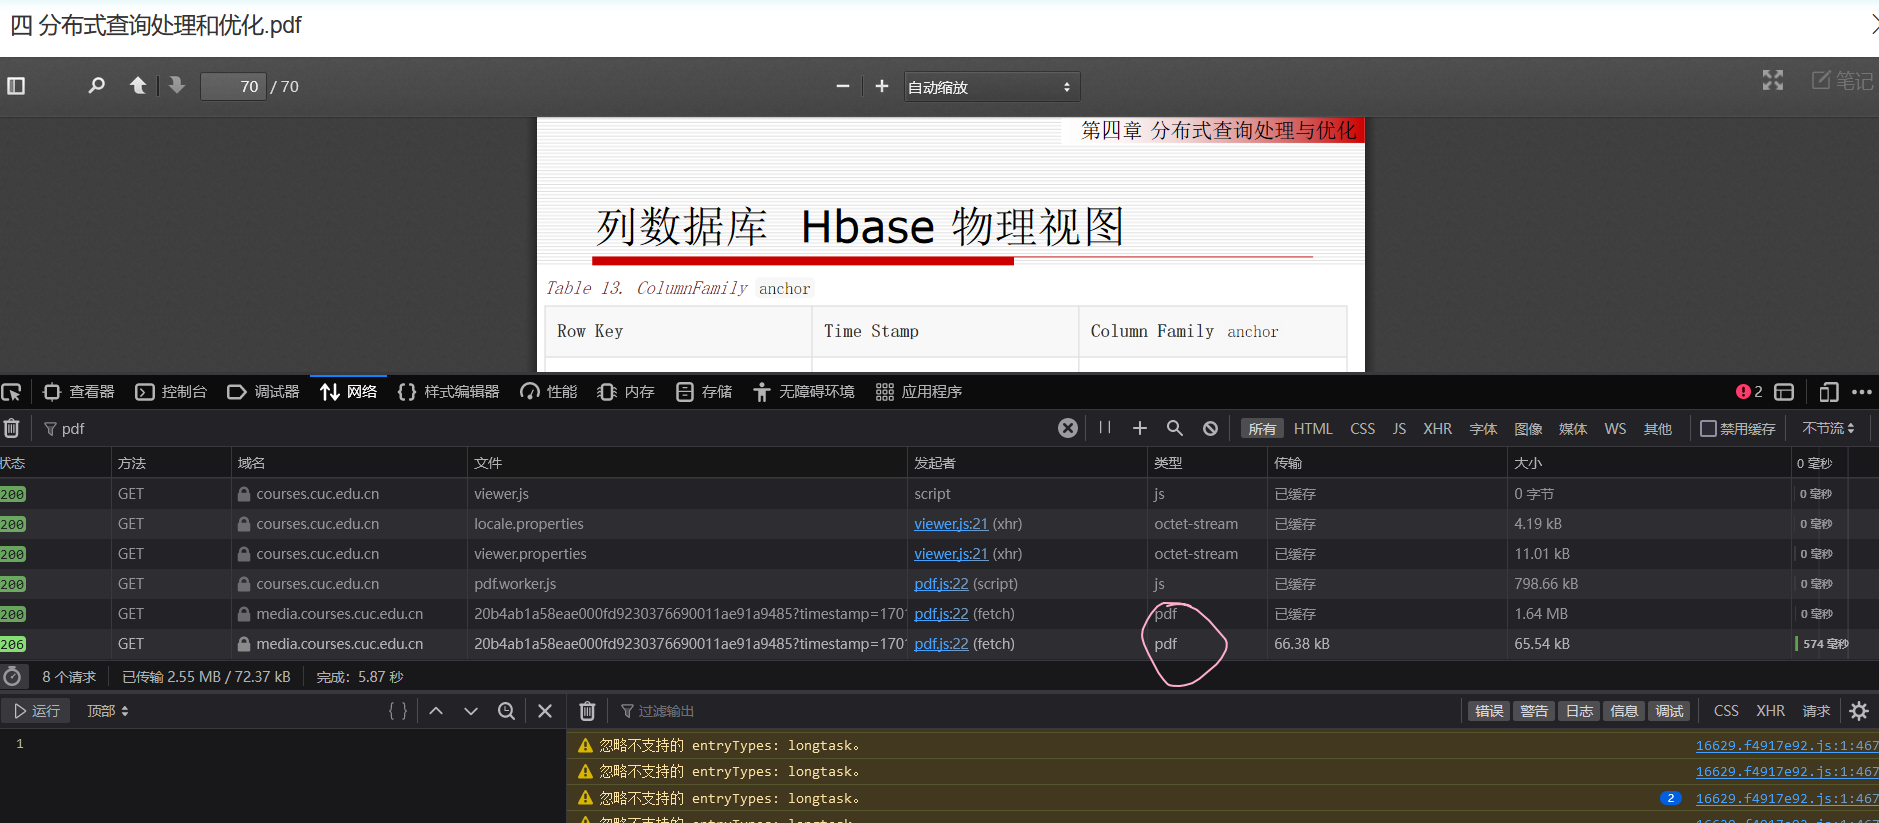 四 分布式查询处理和优化.pdf
70 / 70
自动缩放
笔记
第四章 分布式查询处理与优化
列数据库 Hbase 物理视图
Table 13. ColumnFamily anchor
Row Key Time Stamp Column Family anchor
查看器 控制台 调试器 网络 样式编辑器 性能 内存 存储 无障碍环境 应用程序 2
pdf 所有 HTML CSS JS XHR 字体 图像 媒体 WS 其他 禁用缓存 不节流
状态 方法 域名 文件 发起者 类型 传输 大小 0 毫秒
200 GET courses.cuc.edu.cn viewer.js script js 已缓存 0 字节 0 毫秒
200 GET courses.cuc.edu.cn locale.properties viewer.js:21 (xhr) octet-stream 已缓存 4.19 kB 0 毫秒
200 GET courses.cuc.edu.cn viewer.properties viewer.js:21 (xhr) octet-stream 已缓存 11.01 kB 0 毫秒
200 GET courses.cuc.edu.cn pdf.worker.js pdf.js:22 (script) js 已缓存 798.66 kB 0 毫秒
200 GET media.courses.cuc.edu.cn 20b4ab1a58eae000fd9230376690011ae91a9485?timestamp=170 pdf.js:22 (fetch) pdf 已缓存 1.64 MB 0 毫秒
206 GET media.courses.cuc.edu.cn 20b4ab1a58eae000fd9230376690011ae91a9485?timestamp=170 pdf.js:22 (fetch) pdf 66.38 kB 65.54 kB 574 毫秒
8 个请求 已传输 2.55 MB / 72.37 kB 完成: 5.87 秒
运行 顶部 { } 过滤输出 错误 警告 日志 信息 调试 CSS XHR 请求
1
忽略不支持的 entryTypes: longtask。 16629.f4917e92.js:1:467
忽略不支持的 entryTypes: longtask。 16629.f4917e92.js:1:467
忽略不支持的 entryTypes: longtask。 2 16629.f4917e92.js:1:467